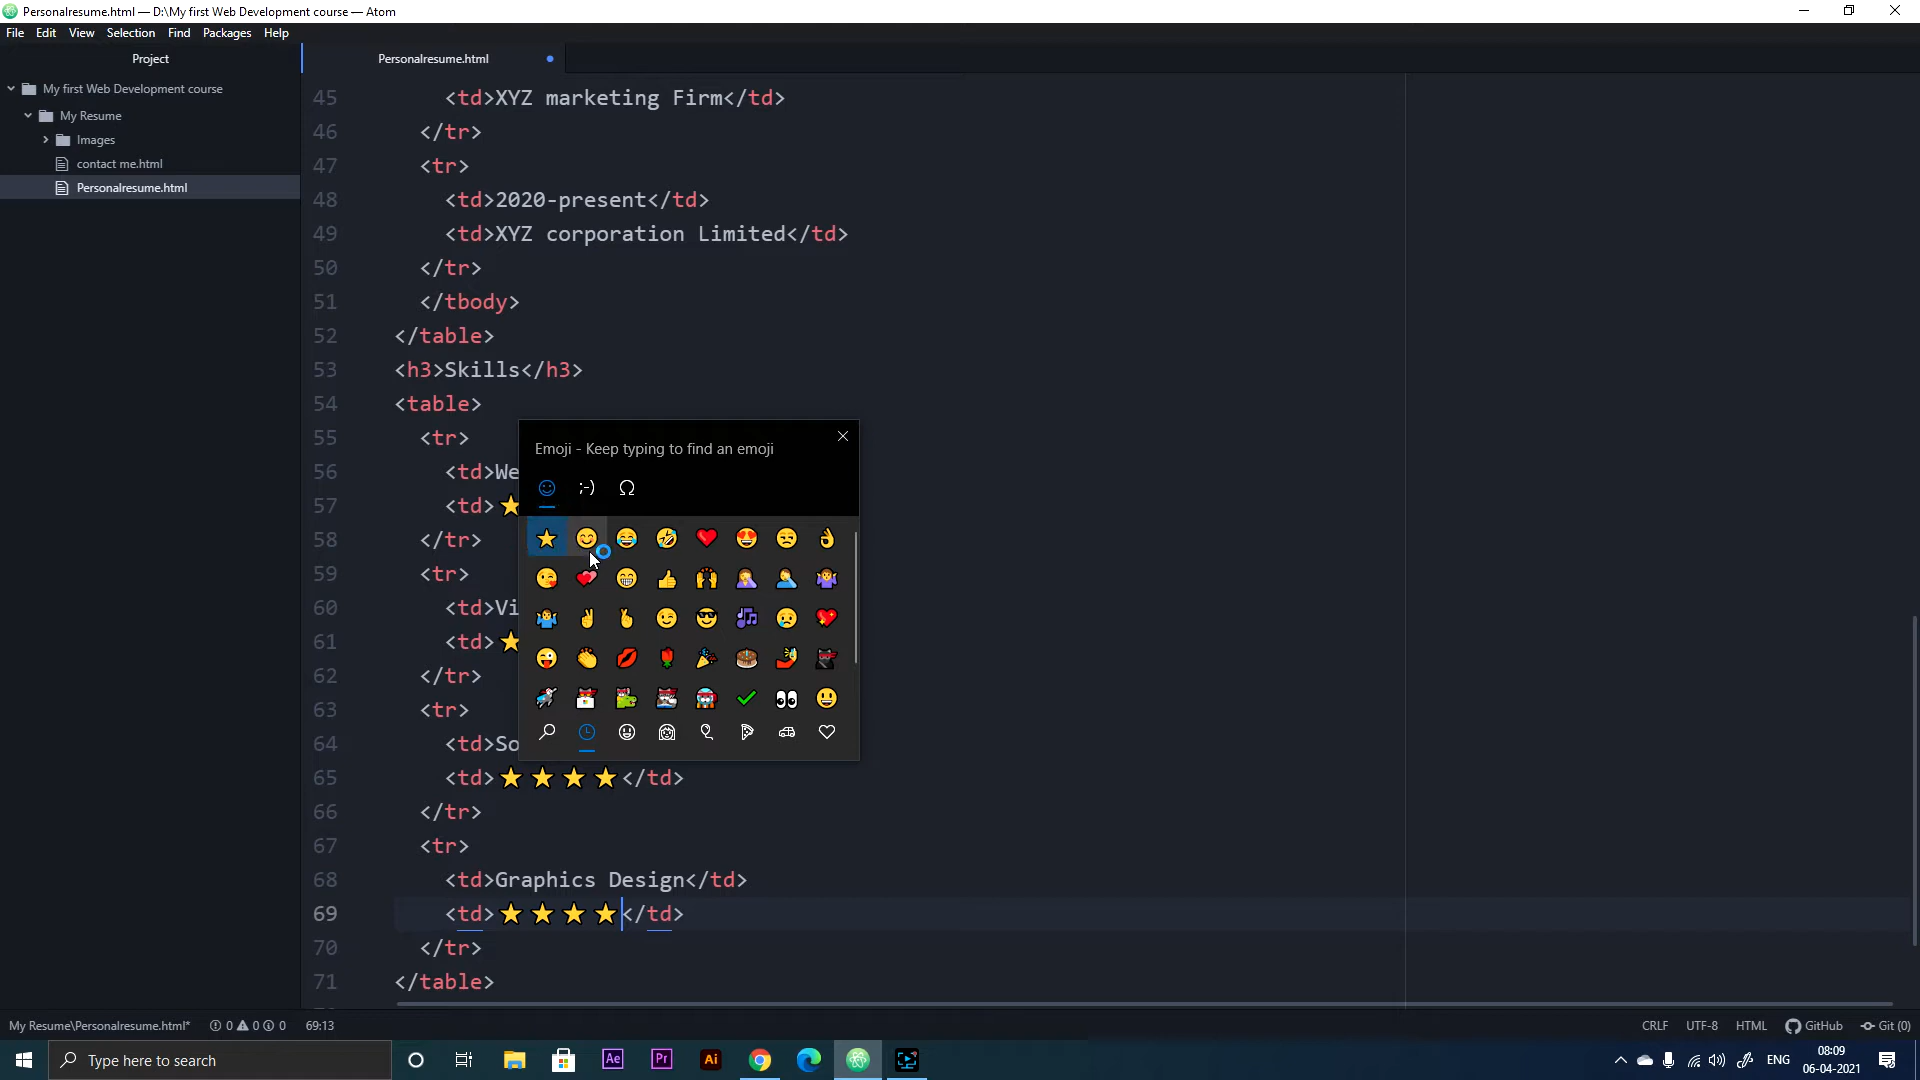 Personalresume.html — D:\My first Web Development course — Atom
File Edit View Selection Find Packages Help
Project
My first Web Development course
My Resume
Images
contact me.html
Personalresume.html
Personalresume.html
45 <td>XYZ marketing Firm</td>
46 </tr>
47 <tr>
48 <td>2020-present</td>
49 <td>XYZ corporation Limited</td>
50 </tr>
51 </tbody>
52 </table>
53 <h3>Skills</h3>
54 <table>
55 <tr>
56 <td>We
57 <td>⭐
58 </tr>
59 <tr>
60 <td>Vi
61 <td>⭐
62 </tr>
63 <tr>
64 <td>So
65 <td>⭐⭐⭐⭐</td>
66 </tr>
67 <tr>
68 <td>Graphics Design</td>
69 <td>⭐⭐⭐⭐</td>
70 </tr>
71 </table>
Emoji - Keep typing to find an emoji
;-) Ω
My Resume\Personalresume.html* 0 0 0 69:13
CRLF UTF-8 HTML GitHub Git (0)
Type here to search
Ae Pr Ai
ENG
08:09
06-04-2021